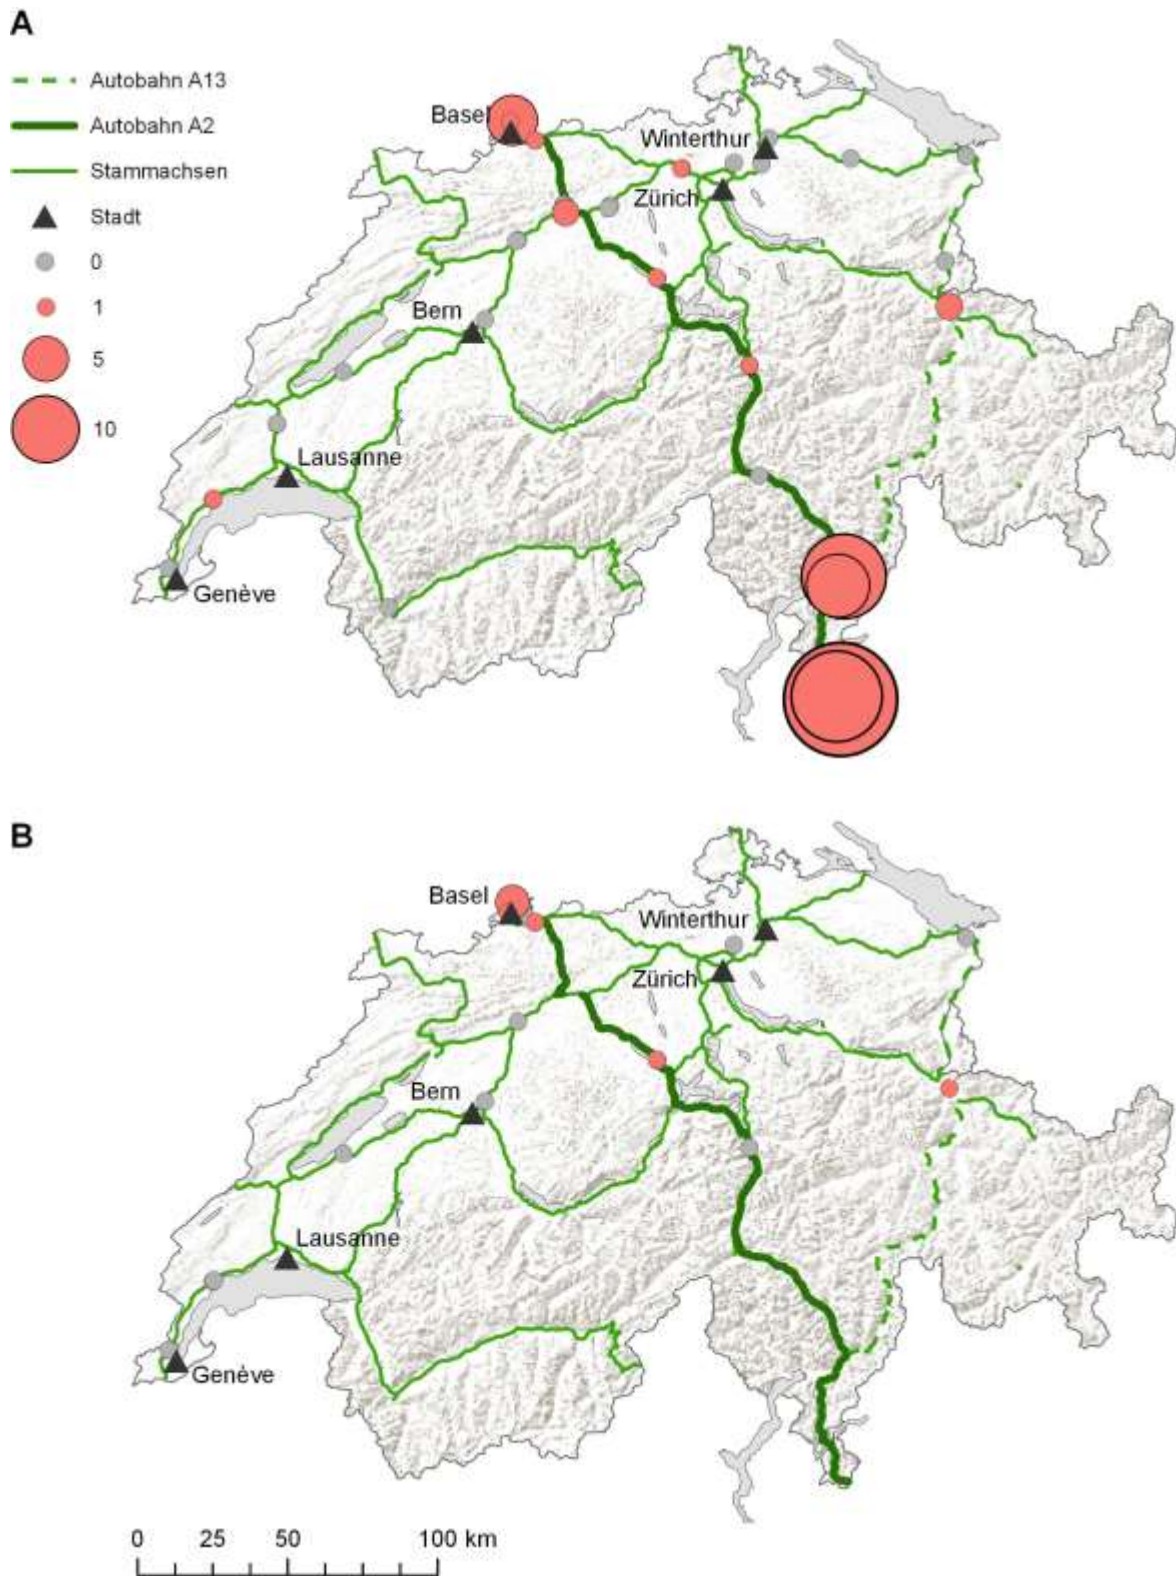 A
Autobahn A13
Autobahn A2
Stammachsen
Stadt
0
1
5
10
Basel
Winterthur
Zürich
Bern
Lausanne
Genève
B
Basel
Winterthur
Zürich
Bern
Lausanne
Genève
0 25 50 100 km